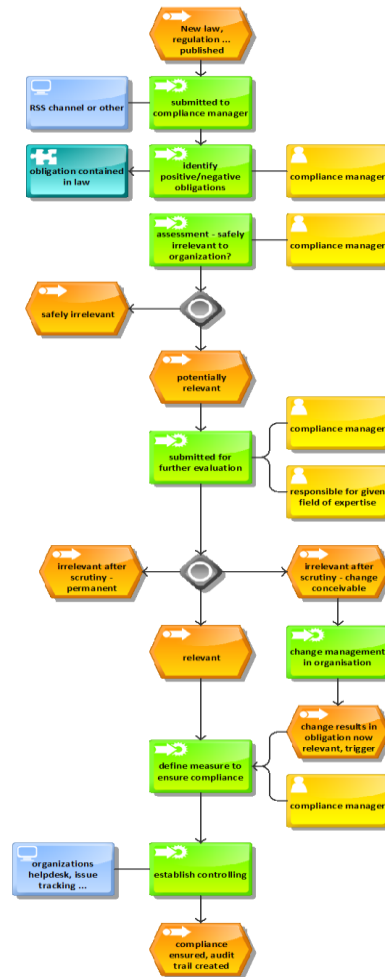 New law,
regulation ...
published
RSS channel or other
submitted to
compliance manager
obligation contained
in law
identify
positive/negative
obligations
compliance manager
assessment - safely
irrelevant to
organization?
compliance manager
safely irrelevant
potentially
relevant
compliance manager
submitted for
further evaluation
responsible for given
field of expertise
irrelevant after
scrutiny -
permanent
irrelevant after
scrutiny - change
conceivable
relevant
change management
in organisation
change results in
obligation now
relevant, trigger
define measure to
ensure compliance
compliance manager
organizations
helpdesk, issue
tracking ...
establish controlling
compliance
ensured, audit
trail created